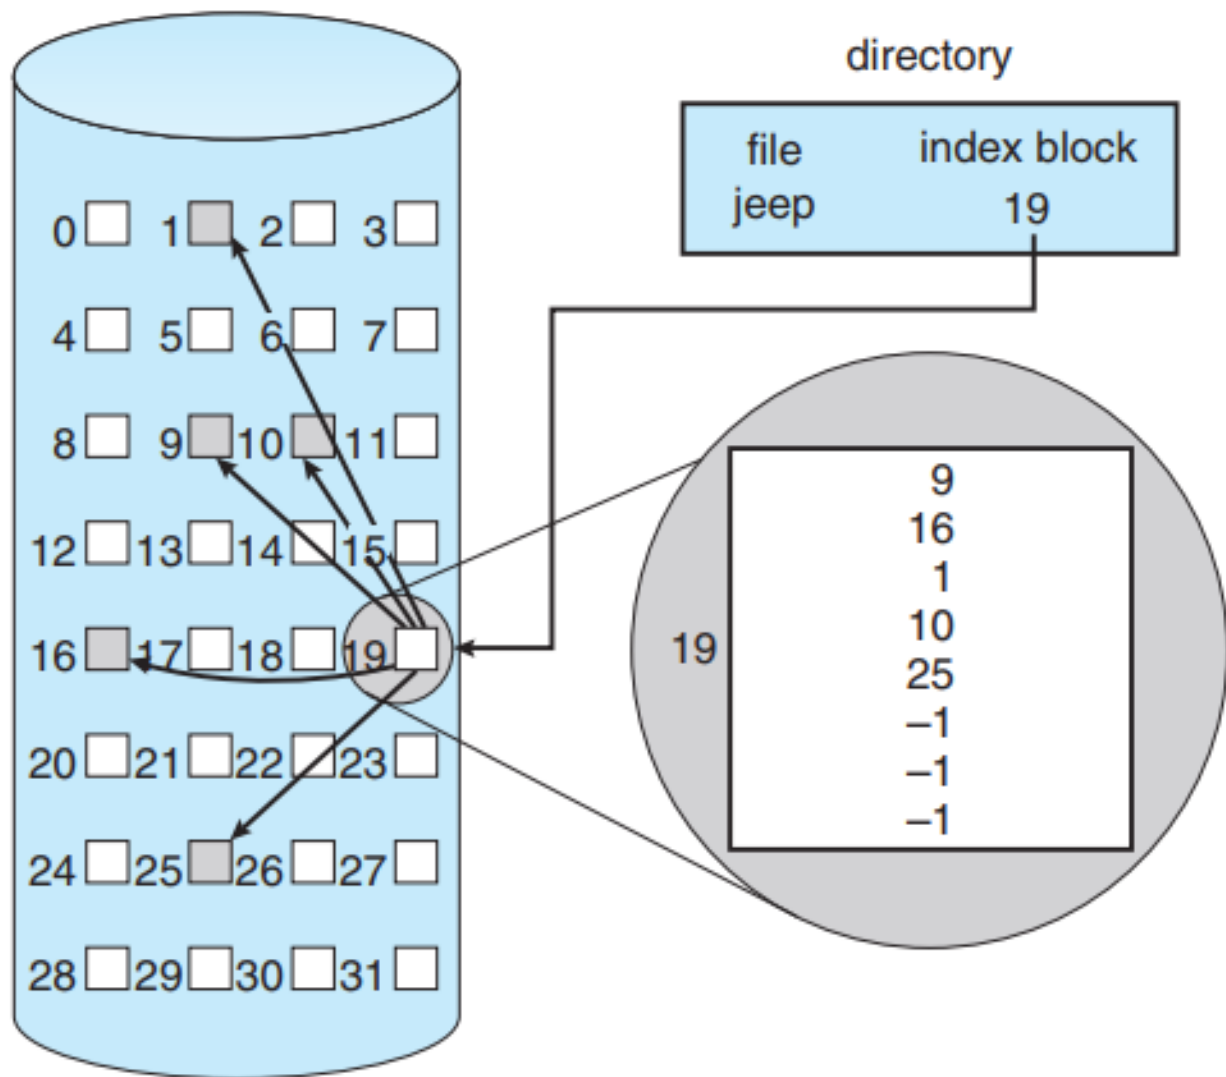 directory
file index block
jeep 19
0 1 2 3
4 5 6 7
8 9 10 11
12 13 14 15
16 17 18 19
20 21 22 23
24 25 26 27
28 29 30 31
19
9
16
1
10
25
–1
–1
–1